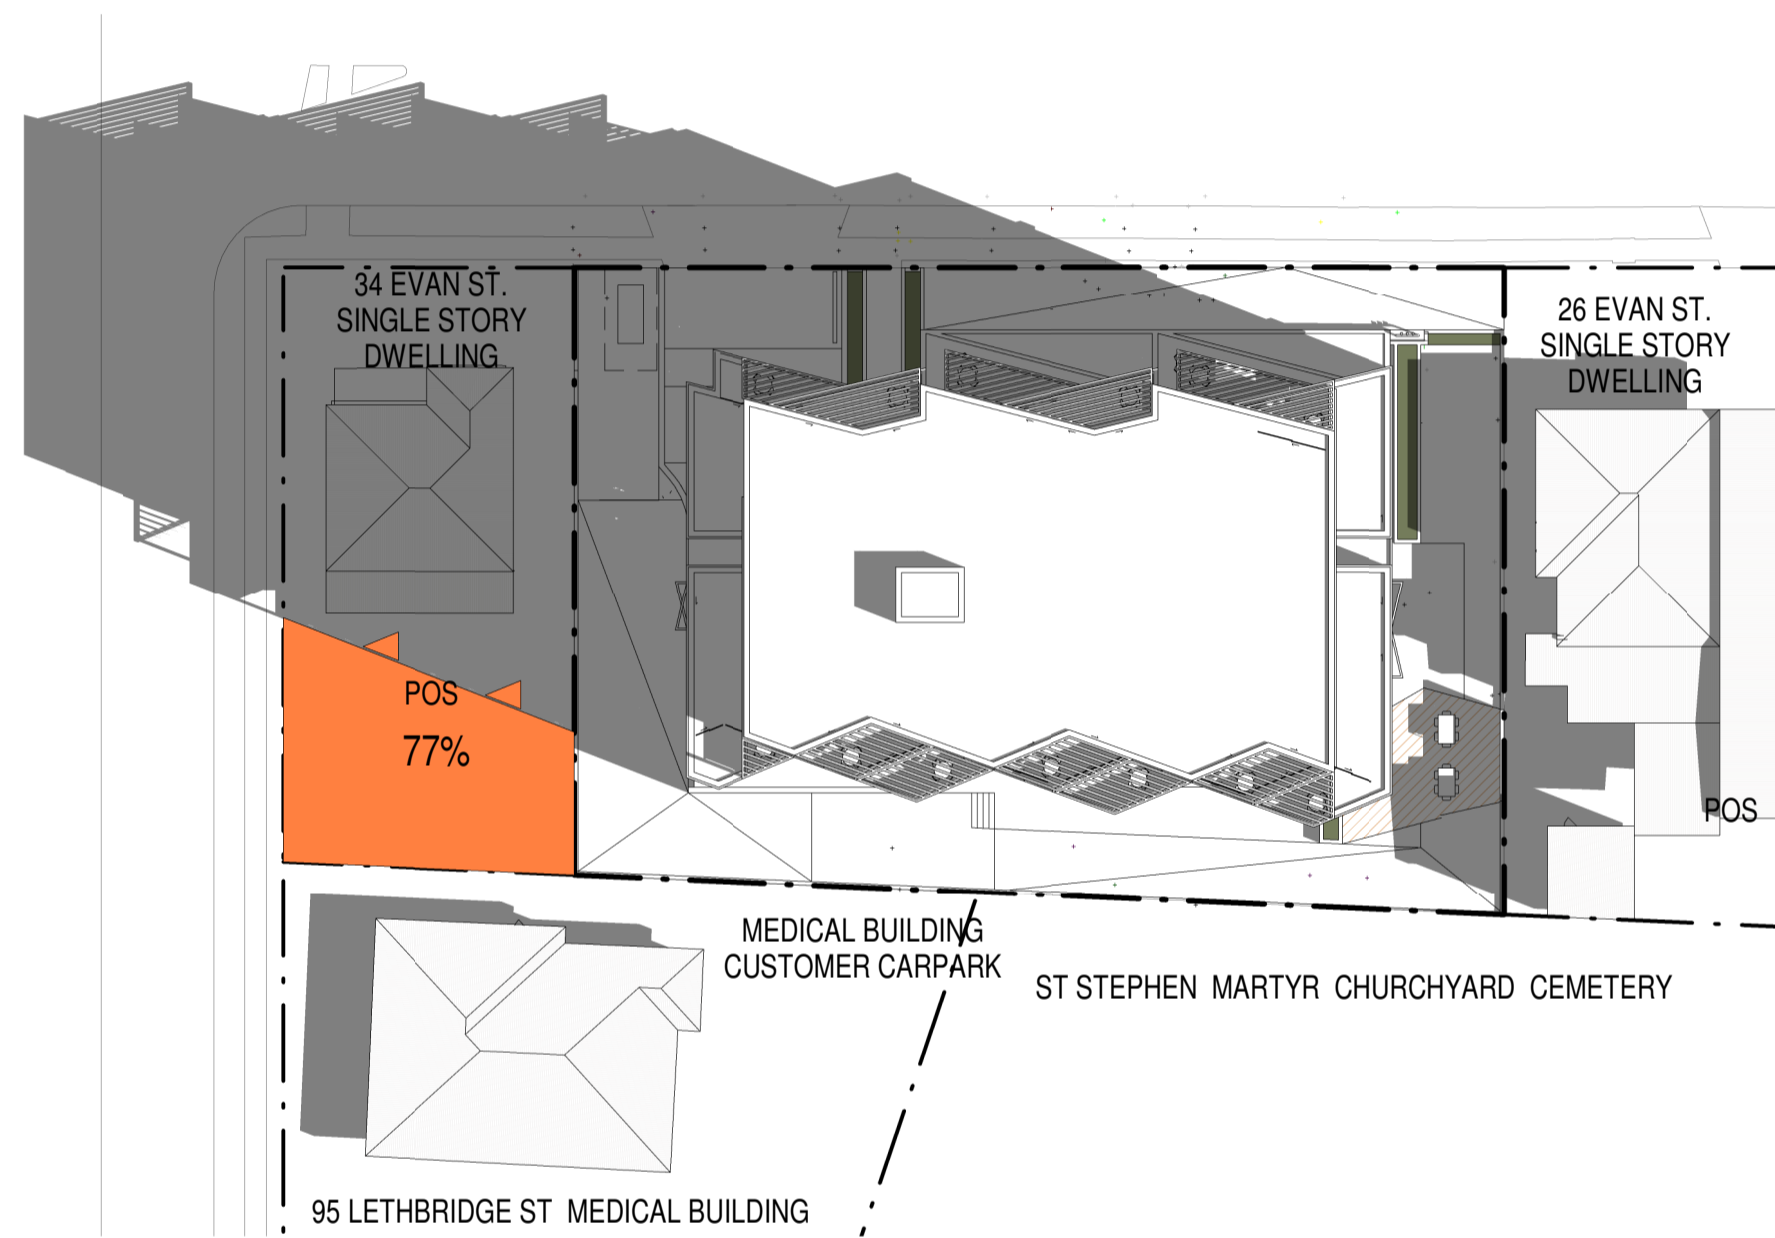 34 EVAN ST.
SINGLE STORY
DWELLING
26 EVAN ST.
SINGLE STORY
DWELLING
POS
77%
POS
MEDICAL BUILDING
CUSTOMER CARPARK
ST STEPHEN MARTYR CHURCHYARD CEMETERY
95 LETHBRIDGE ST MEDICAL BUILDING